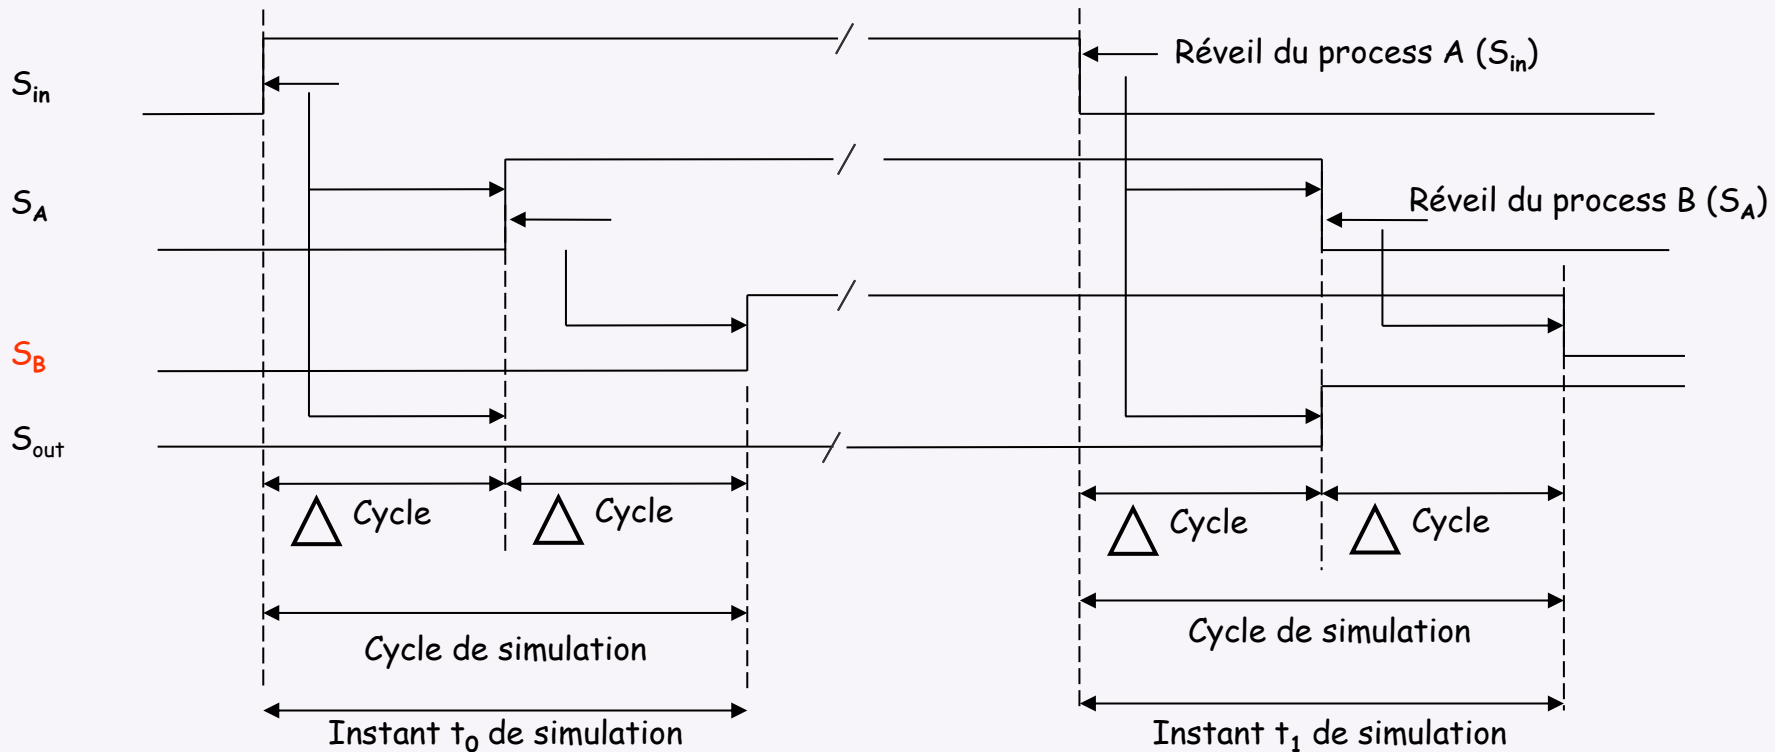 Réveil du process A (Sin)
Sin
SA
Réveil du process B (SA)
SB
Sout
Cycle
Cycle
Cycle
Cycle
Cycle de simulation
Cycle de simulation
Instant t0 de simulation
Instant t1 de simulation